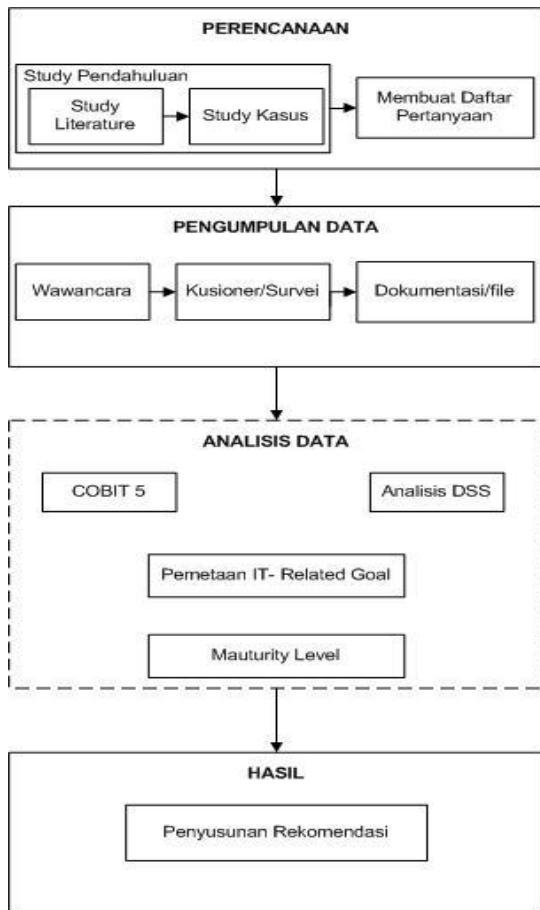 PERENCANAAN
Study Pendahuluan
Study
Literature
Study Kasus
Membuat Daftar
Pertanyaan
PENGUMPULAN DATA
Wawancara
Kusioner/Survei
Dokumentasi/file
ANALISIS DATA
COBIT 5
Analisis DSS
Pemetaan IT- Related Goal
Mauturity Level
HASIL
Penyusunan Rekomendasi